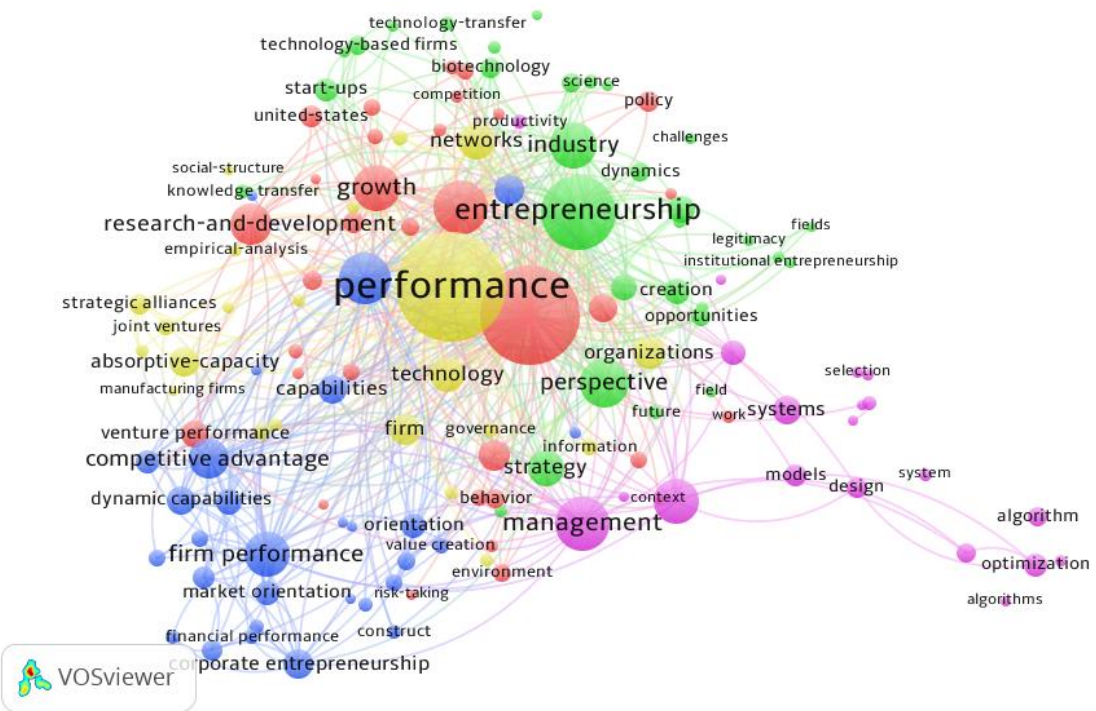 technology-transfer
technology-based firms
biotechnology
science
start-ups
competition
policy
united-states
productivity
networks
industry
challenges
social-structure
dynamics
knowledge transfer
growth
research-and-development
entrepreneurship
fields
legitimacy
empirical-analysis
institutional entrepreneurship
performance
creation
strategic alliances
opportunities
joint ventures
organizations
absorptive-capacity
technology
perspective
selection
manufacturing firms
capabilities
field
future
work
systems
firm
governance
venture performance
information
competitive advantage
strategy
models
system
design
dynamic capabilities
behavior
context
orientation
management
algorithm
value creation
firm performance
optimization
environment
market orientation
risk-taking
algorithms
financial performance
construct
corporate entrepreneurship
VOSviewer